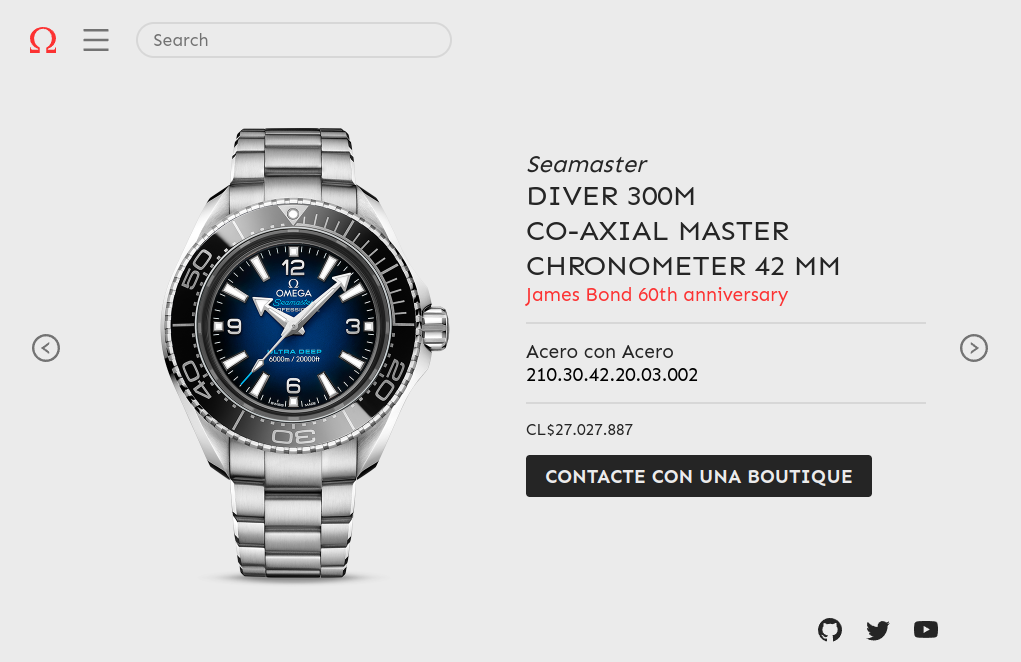 Ω
Search
Seamaster
DIVER 300M
CO-AXIAL MASTER
CHRONOMETER 42 MM
James Bond 60th anniversary
Acero con Acero
210.30.42.20.03.002
CL$27.027.887
CONTACTE CON UNA BOUTIQUE
50
12
Ω
OMEGA
Seamaster
9
3
ULTRA DEEP
6000m / 20000ft
40
6
20
30